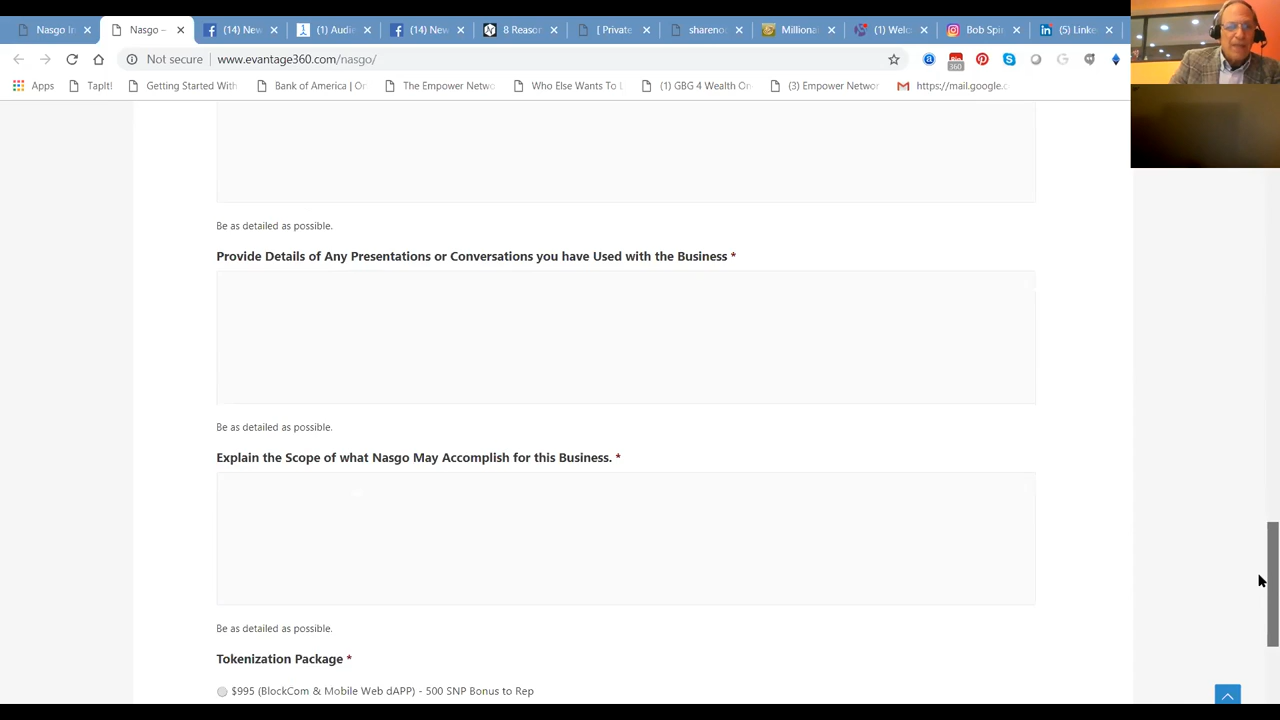 Nasgo In
Nasgo –
(14) New
(1) Audi
(14) New
8 Reason
[ Private
shareno
Milliona
(1) Welc
Bob Spi
(5) Linke
Not secure
www.evantage360.com/nasgo/
360
Apps
TapIt!
Getting Started With
Bank of America | On
The Empower Netwo
Who Else Wants To L
(1) GBG 4 Wealth On
(3) Empower Networ
https://mail.google.c
Be as detailed as possible.
Provide Details of Any Presentations or Conversations you have Used with the Business *
Be as detailed as possible.
Explain the Scope of what Nasgo May Accomplish for this Business. *
Be as detailed as possible.
Tokenization Package *
$995 (BlockCom & Mobile Web dAPP) - 500 SNP Bonus to Rep